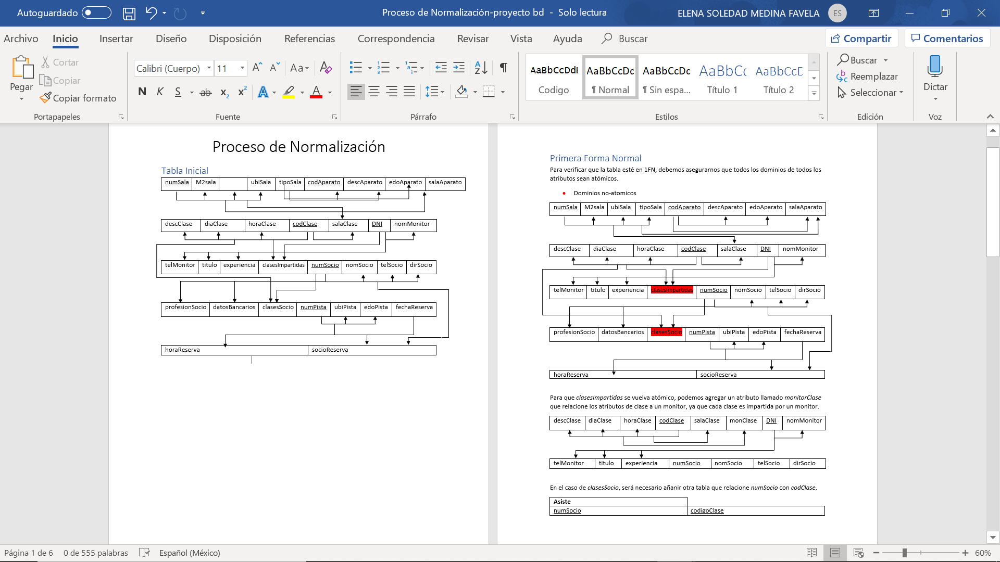 Autoguardado
Proceso de Normalización-proyecto bd - Solo lectura
ELENA SOLEDAD MEDINA FAVELA
ES
Archivo Inicio Insertar Diseño Disposición Referencias Correspondencia Revisar Vista Ayuda Buscar
Compartir Comentarios
Pegar
Cortar
Copiar
Copiar formato
Portapapeles
Calibri (Cuerpo) 11
N K S ab x2 x2 A A
Fuente
Párrafo
AaBbCcDdI AaBbCcDc AaBbCcDc AaBbCc AaBbCcD
Codigo ¶ Normal ¶ Sin espa... Título 1 Título 2
Estilos
Buscar
Reemplazar
Seleccionar
Edición
Dictar
Voz
Proceso de Normalización
Tabla Inicial
numSala M2sala ubiSala tipoSala codAparato descAparato edoAparato salaAparato
descClase diaClase horaClase codClase salaClase DNI nomMonitor
telMonitor titulo experiencia clasesImpartidas numSocio nomSocio telSocio dirSocio
profesionSocio datosBancarios clasesSocio numPista ubiPista edoPista fechaReserva
horaReserva socioReserva
Primera Forma Normal
Para verificar que la tabla esté en 1FN, debemos asegurarnos que todos los dominios de todos los
atributos sean atómicos.
• Dominios no-atomicos
numSala M2sala ubiSala tipoSala codAparato descAparato edoAparato salaAparato
descClase diaClase horaClase codClase salaClase DNI nomMonitor
telMonitor titulo experiencia clasesImpartidas numSocio nomSocio telSocio dirSocio
profesionSocio datosBancarios clasesSocio numPista ubiPista edoPista fechaReserva
horaReserva socioReserva
Para que clasesImpartidas se vuelva atómico, podemos agregar un atributo llamado monitorClase
que relacione los atributos de clase a un monitor, ya que cada clase es impartida por un monitor.
descClase diaClase horaClase codClase salaClase monClase DNI nomMonitor
telMonitor titulo experiencia numSocio nomSocio telSocio dirSocio
En el caso de clasesSocio, será necesario añanir otra tabla que relacione numSocio con codClase.
Asiste
numSocio codigoClase
Página 1 de 6 0 de 555 palabras Español (México)
60%